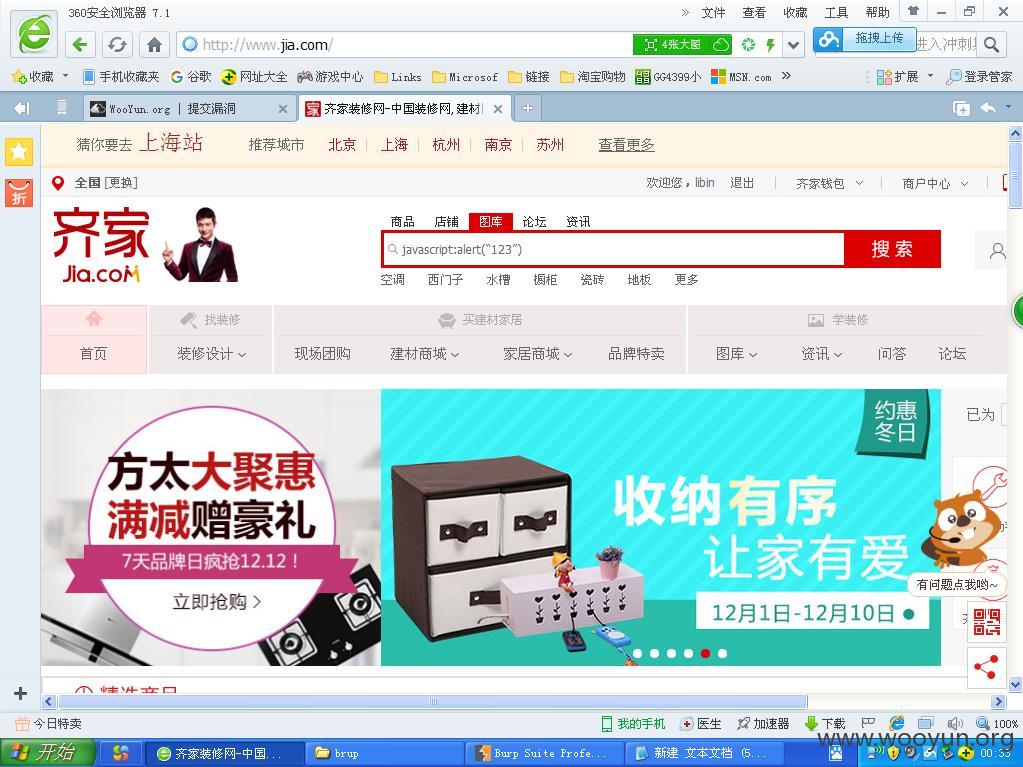 360安全浏览器 7.1
» 文件 查看 收藏 工具 帮助
http://www.jia.com/
4张大图
拖拽上传
收藏 手机收藏夹 谷歌 网址大全 游戏中心 Links Microsof 链接 淘宝购物 GG4399小 MSN.com » 扩展 登录管家
WooYun.org | 提交漏洞
齐家装修网-中国装修网,建材
猜你要去 上海站 推荐城市 北京 上海 杭州 南京 苏州 查看更多
折
全国 [更换] 欢迎您，libin 退出 齐家钱包 商户中心
齐家
Jia.com
商品 店铺 图库 论坛 资讯
javascript:alert("123")
搜索
空调 西门子 水槽 橱柜 瓷砖 地板 更多
找装修 买建材家居 学装修
首页 装修设计 现场团购 建材商城 家居商城 品牌特卖 图库 资讯 问答 论坛
方太大聚惠
满减赠豪礼
7天品牌日疯抢12.12！
立即抢购 >
约惠
冬日
收纳有序
让家有爱
12月1日-12月10日
已为
有问题点我哟~
精选商品
今日特卖 我的手机 医生 加速器 下载 100%
www.wooyun.org
开始 齐家装修网-中国... brup Burp Suite Profe... 新建 文本文档 (5... 00:33